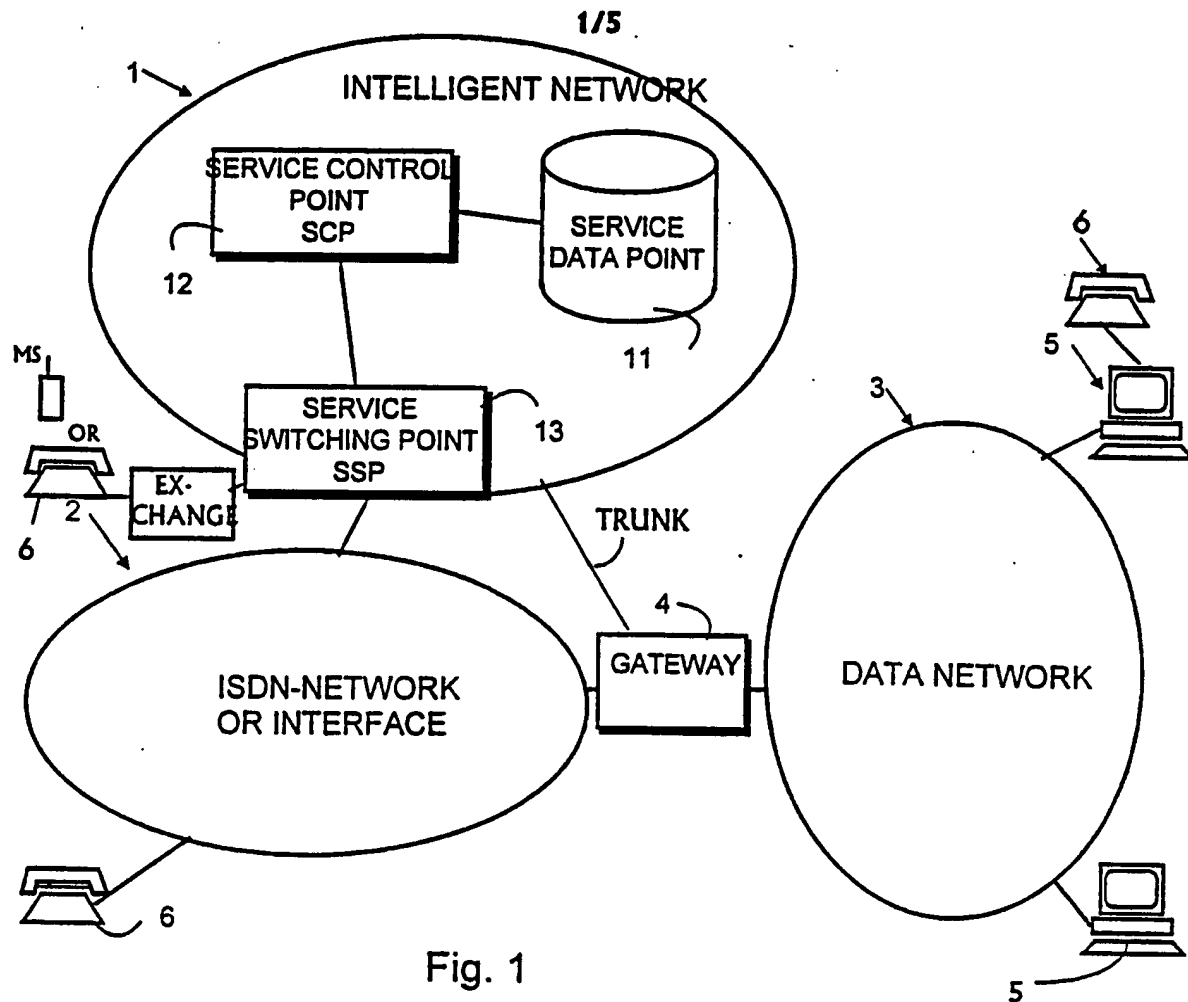 1/5
1
INTELLIGENT NETWORK
SERVICE CONTROL
POINT
SCP
SERVICE
DATA POINT
12
11
6
MS
5
SERVICE
SWITCHING POINT
SSP
13
3
OR
EX-
CHANGE
2
6
TRUNK
4
GATEWAY
ISDN-NETWORK
OR INTERFACE
DATA NETWORK
6
5
Fig. 1